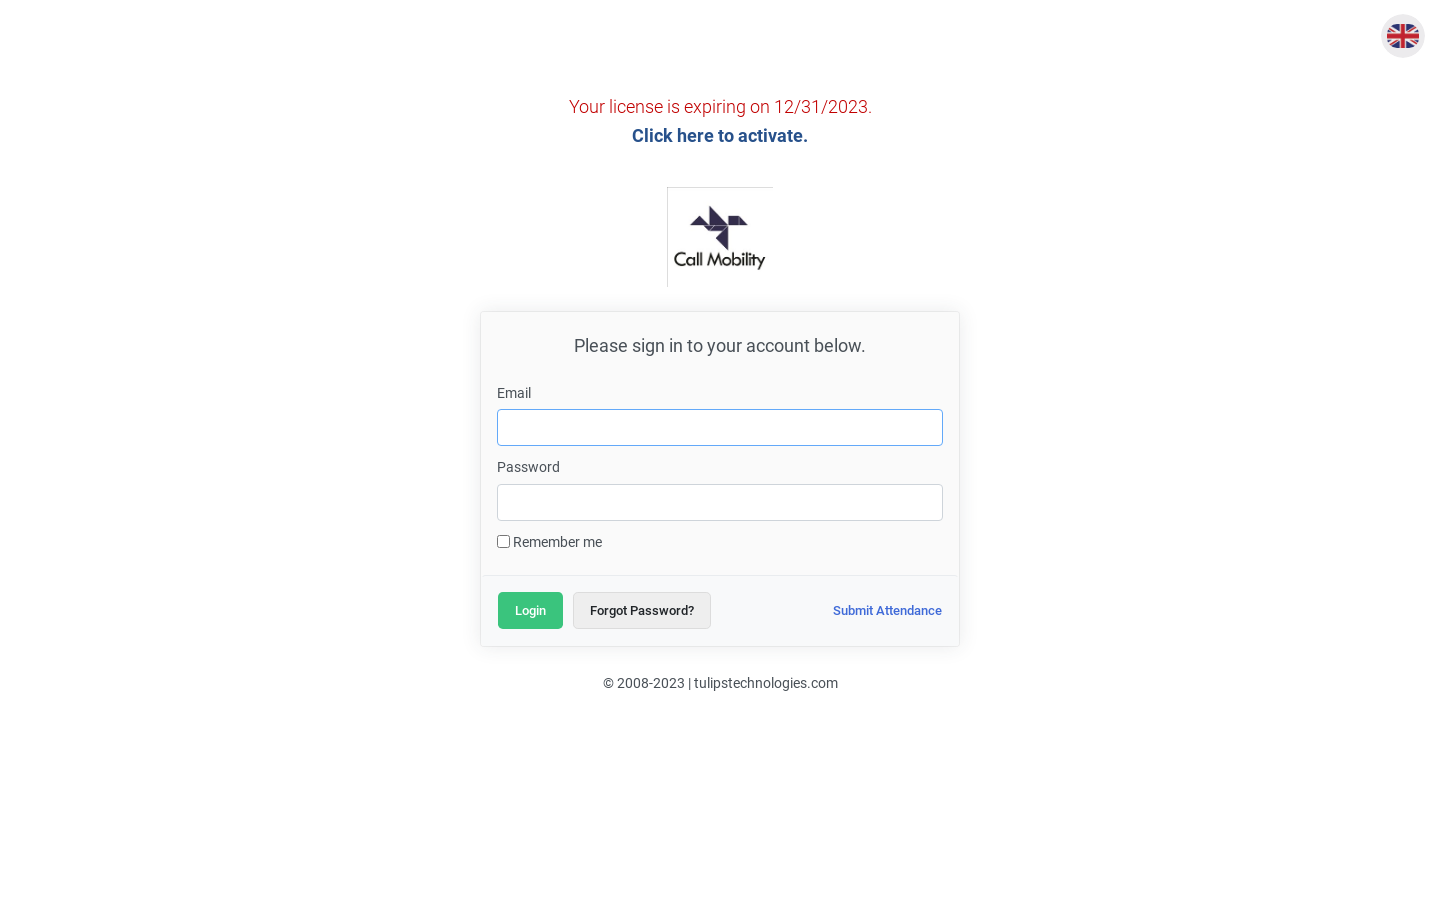 Your license is expiring on 12/31/2023.
Click here to activate.
Call Mobility
Please sign in to your account below.
Email
Password
Remember me
Login
Forgot Password?
Submit Attendance
© 2008-2023 | tulipstechnologies.com